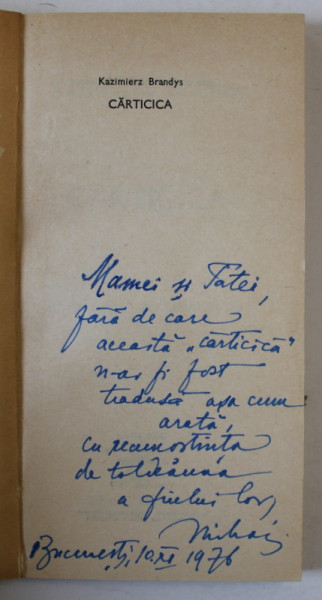 Kazimierz Brandys
CĂRTICICA
Mamei și Tatei,
fără de care
această „cărticică"
n-ar fi fost
tradusă așa cum
arată,
cu recunoștința
de totdeauna
a fiului lor,
Mihai
București, 10.XI 1976